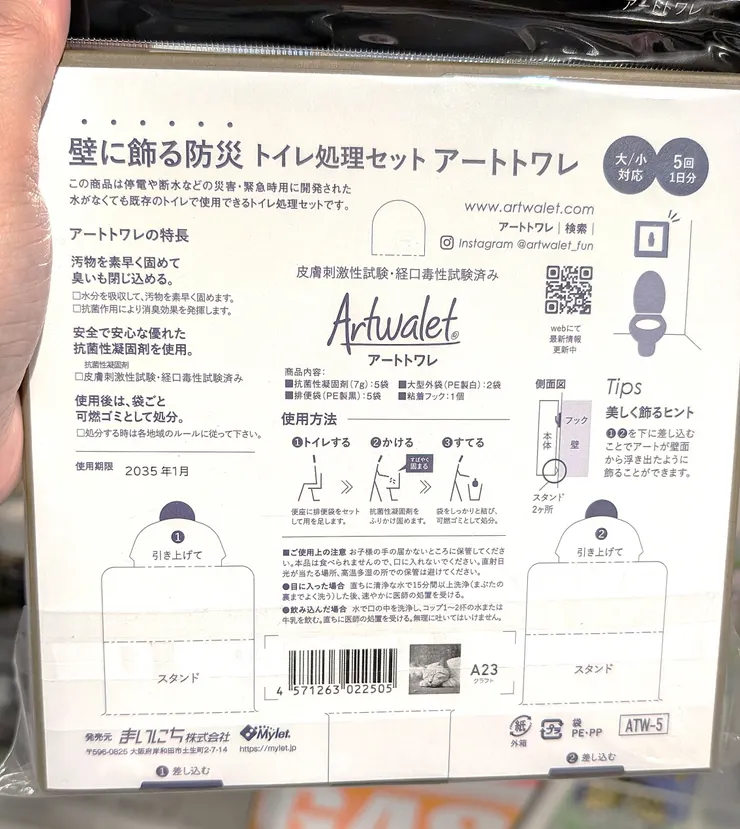 アートトワレ
壁に飾る防災 トイレ処理セット アートトワレ
大/小
対応
5回
1日分
この商品は停電や断水などの災害・緊急時用に開発された
水がなくても既存のトイレで使用できるトイレ処理セットです。
www.artwalet.com
アートトワレ｜検索｜
Instagram @artwalet_fun
アートトワレの特長
汚物を素早く固めて
臭いも閉じ込める。
□水分を吸収して、汚物を素早く固めます。
□抗菌作用により消臭効果を発揮します。
安全で安心な優れた
抗菌性凝固剤を使用。
抗菌性凝固剤
□皮膚刺激性試験・経口毒性試験済み
使用後は、袋ごと
可燃ゴミとして処分。
□処分する時は各地域のルールに従って下さい。
使用期限 2035年1月
皮膚刺激性試験・経口毒性試験済み
Artwalet®
アートトワレ
商品内容:
■抗菌性凝固剤(7g):5袋 ■大型外袋(PE製白):2袋
■排便袋(PE製黒):5袋 ■粘着フック:1個
webにて
最新情報
更新中
使用方法
❶トイレする
❷かける
❸すてる
すばやく
固まる
便座に排便袋をセット
して用を足します。
抗菌性凝固剤を
ふりかけ固めます。
袋をしっかりと結び、
可燃ゴミとして処分。
側面図
本体
フック
壁
スタンド
2ヶ所
Tips
美しく飾るヒント
❶❷を下に差し込む
ことでアートが壁面
から浮き出たように
飾ることができます。
■ご使用上の注意 お子様の手の届かないところに保管してくださ
い。本品は食べられませんので、口に入れないでください。直射日
光が当たる場所、高温多湿の所での保管は避けてください。
●目に入った場合 直ちに清浄な水で15分間以上洗浄(まぶたの
裏までよく洗う)した後、速やかに医師の処置を受ける。
●飲み込んだ場合 水で口の中を洗浄し、コップ1〜2杯の水または
牛乳を飲む。直ちに医師の処置を受ける。無理に吐いてはいけません。
❶
引き上げて
スタンド
❷
引き上げて
スタンド
4 571263 022505
A23
クラフト
発売元 まいにち株式会社 Mylet.
〒596-0825 大阪府岸和田市土生町2-7-14 https://mylet.jp
紙
外箱
プラ
袋
PE・PP
ATW-5
❶ 差し込む
❷ 差し込む